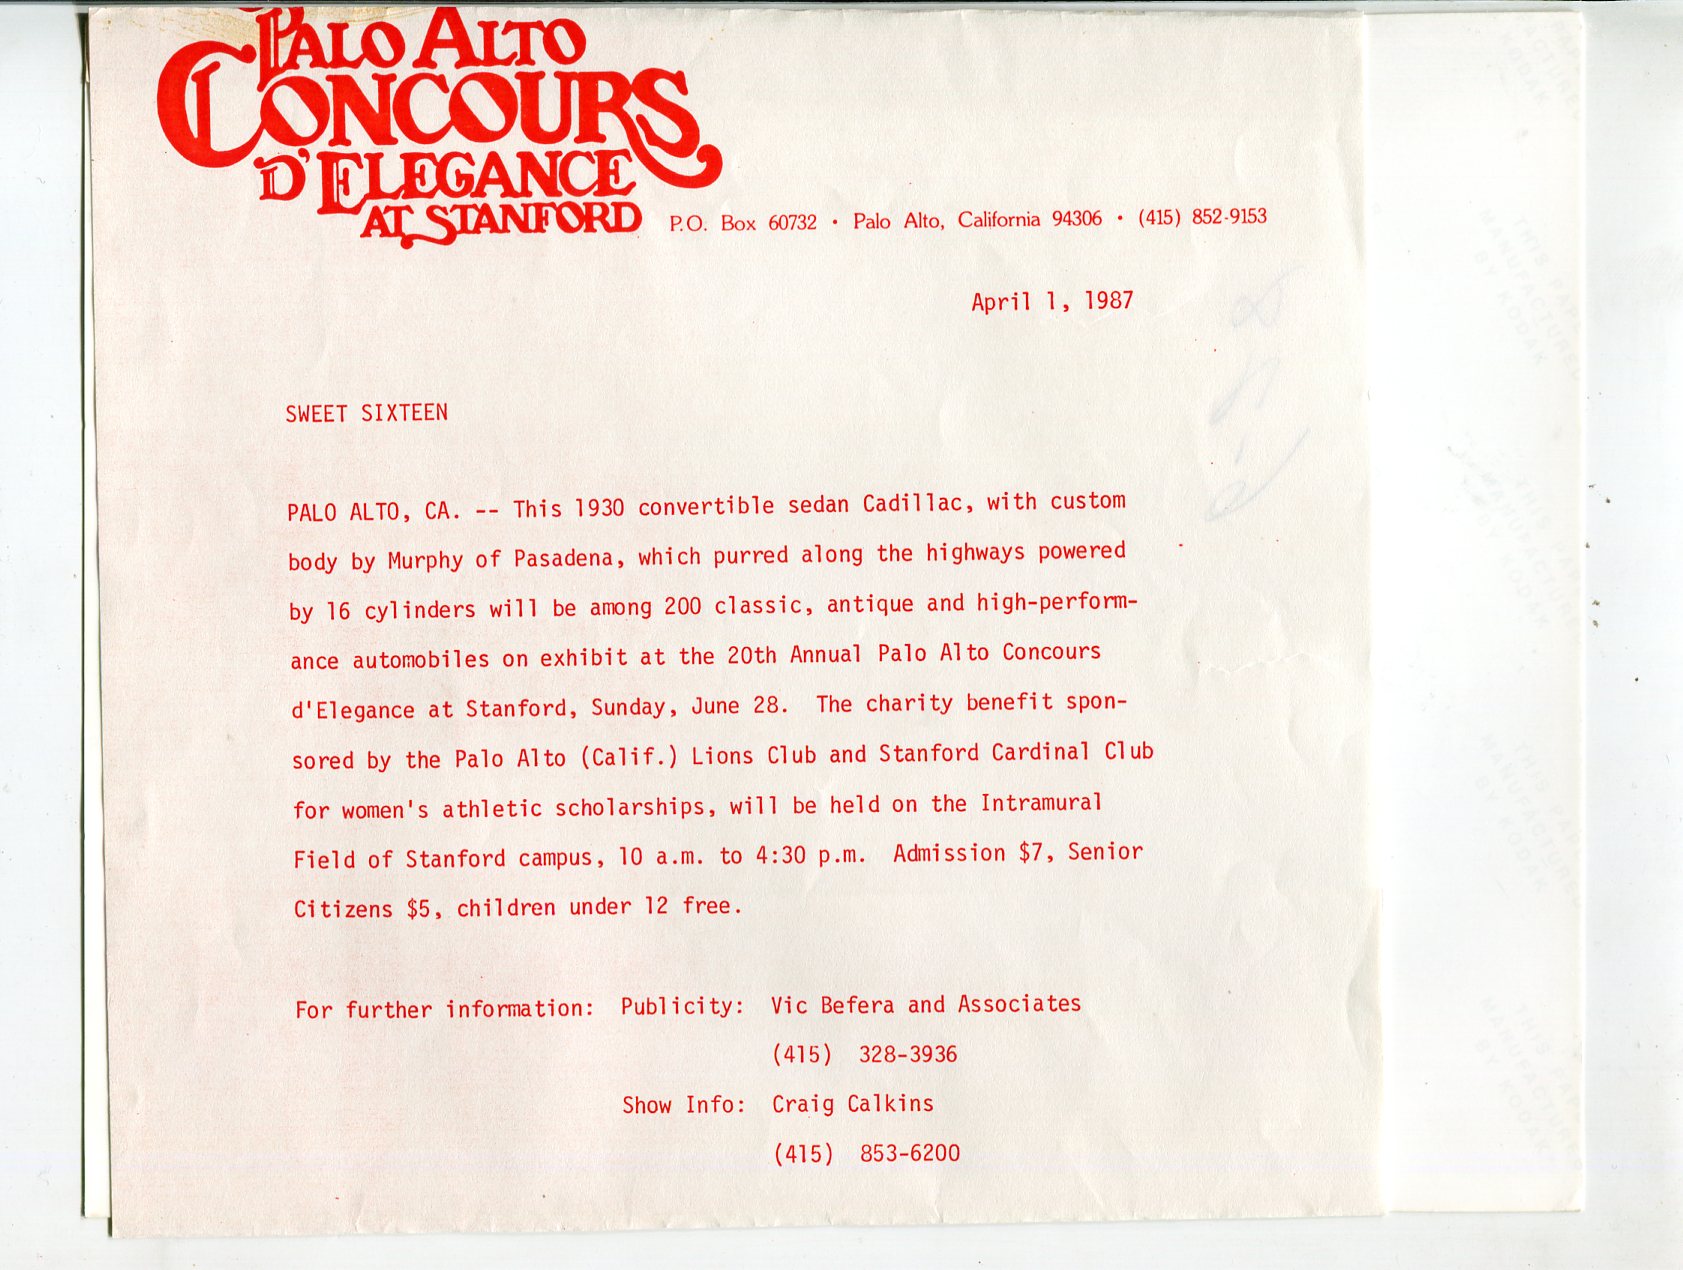 PALO ALTO
CONCOURS
D'ELEGANCE
AT STANFORD
P.O. Box 60732 • Palo Alto, California 94306 • (415) 852-9153
April 1, 1987
SWEET SIXTEEN
PALO ALTO, CA. -- This 1930 convertible sedan Cadillac, with custom
body by Murphy of Pasadena, which purred along the highways powered
by 16 cylinders will be among 200 classic, antique and high-perform-
ance automobiles on exhibit at the 20th Annual Palo Alto Concours
d'Elegance at Stanford, Sunday, June 28.  The charity benefit spon-
sored by the Palo Alto (Calif.) Lions Club and Stanford Cardinal Club
for women's athletic scholarships, will be held on the Intramural
Field of Stanford campus, 10 a.m. to 4:30 p.m.  Admission $7, Senior
Citizens $5, children under 12 free.
For further information:  Publicity:  Vic Befera and Associates
(415)  328-3936
Show Info:  Craig Calkins
(415)  853-6200
THIS PAPER
MANUFACTURED
BY KODAK